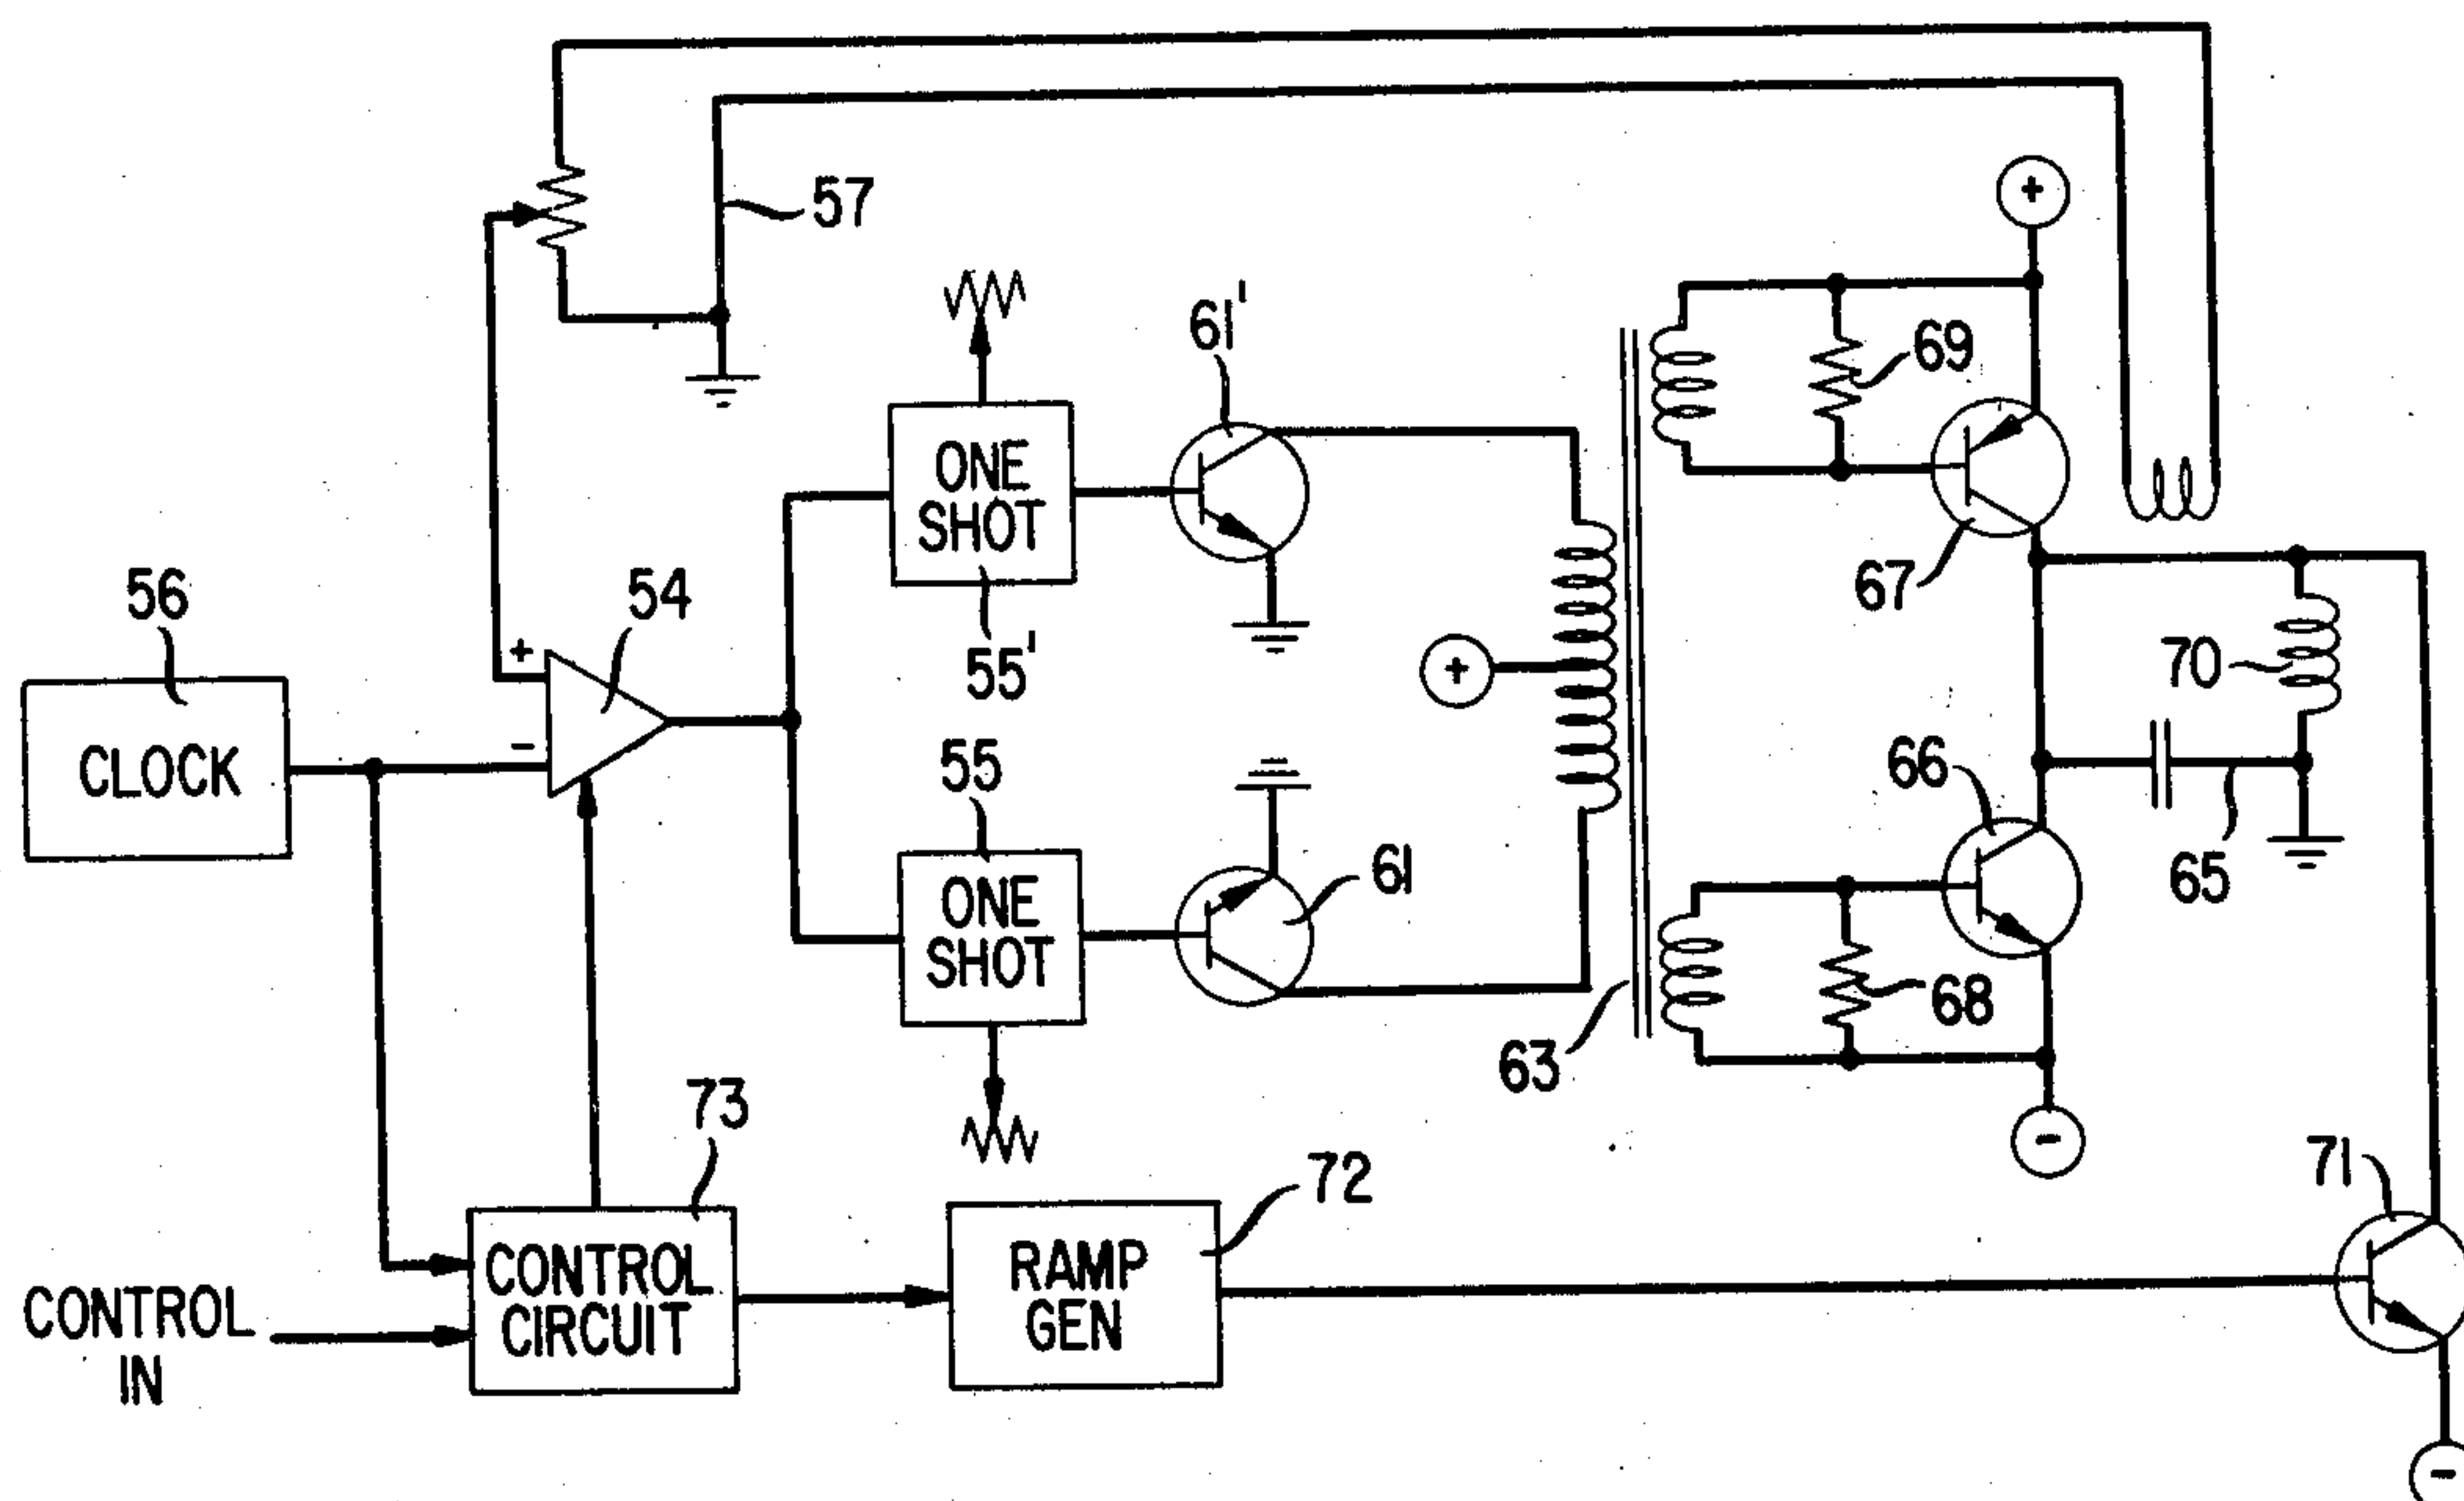 57
+
61'
69
ONE
SHOT
56
54
67
+
55'
+
70
CLOCK
-
55
66
61
65
ONE
SHOT
68
63
73
-
72
71
CONTROL
CIRCUIT
RAMP
GEN
CONTROL
IN
-